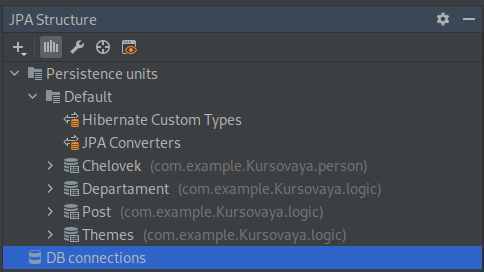 JPA Structure
Persistence units
Default
Hibernate Custom Types
JPA Converters
Chelovek (com.example.Kursovaya.person)
Departament (com.example.Kursovaya.logic)
Post (com.example.Kursovaya.logic)
Themes (com.example.Kursovaya.logic)
DB connections